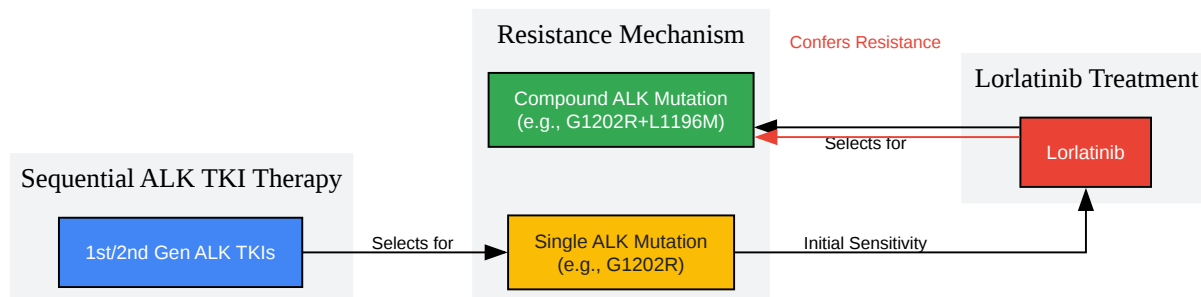 Resistance Mechanism
Confers Resistance
Lorlatinib Treatment
Compound ALK Mutation
(e.g., G1202R+L1196M)
Selects for
Lorlatinib
Sequential ALK TKI Therapy
1st/2nd Gen ALK TKIs
Selects for
Single ALK Mutation
(e.g., G1202R)
Initial Sensitivity